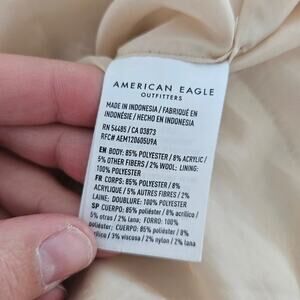 AMERICAN EAGLE
OUTFITTERS
MADE IN INDONESIA / FABRIQUÉ EN
INDONÉSIE / HECHO EN INDONESIA
RN 54485 / CA 03873
RFC# AEM120605U9A
EN BODY: 85% POLYESTER / 8% ACRYLIC /
5% OTHER FIBERS / 2% WOOL; LINING:
100% POLYESTER
FR CORPS: 85% POLYESTER / 8%
ACRYLIQUE / 5% AUTRES FIBRES / 2%
LAINE; DOUBLURE: 100% POLYESTER
SP CUERPO: 85% poliéster / 8% acrílico /
5% otras / 2% lana; FORRO: 100%
poliéster / CUERPO: 85% poliéster / 8%
acrílico / 3% viscosa / 2% nylon / 2% lana